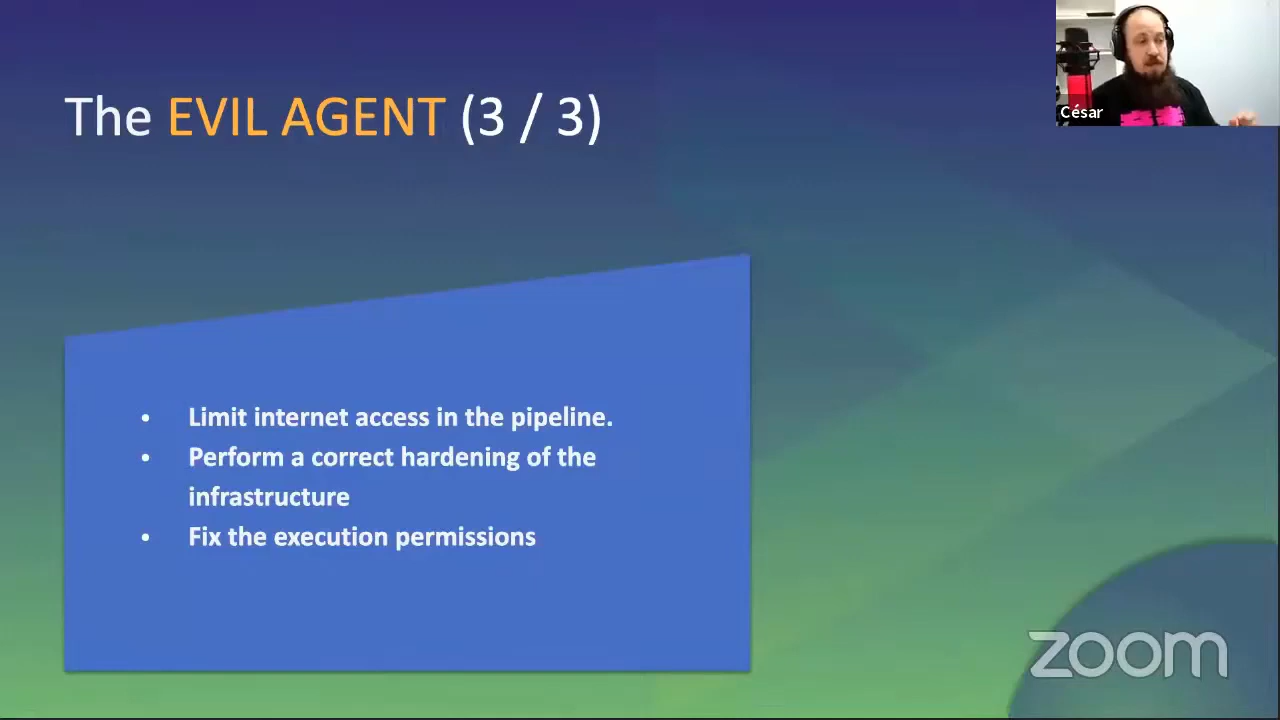 The EVIL AGENT (3 / 3)
César
• Limit internet access in the pipeline.
• Perform a correct hardening of the
infrastructure
• Fix the execution permissions
zoom